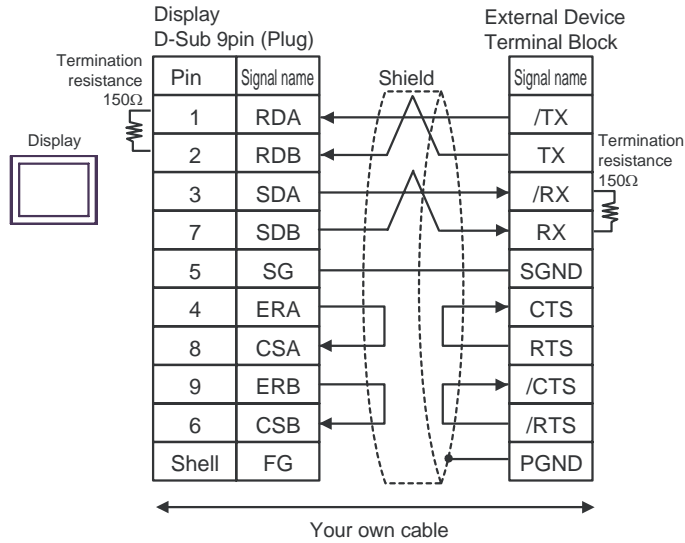 Display
D-Sub 9pin (Plug)
External Device
Terminal Block
Termination
resistance
150Ω
Display
Pin Signal name
Shield
Signal name
1 RDA /TX
2 RDB TX
3 SDA /RX
7 SDB RX
5 SG SGND
4 ERA CTS
8 CSA RTS
9 ERB /CTS
6 CSB /RTS
Shell FG PGND
Termination
resistance
150Ω
Your own cable